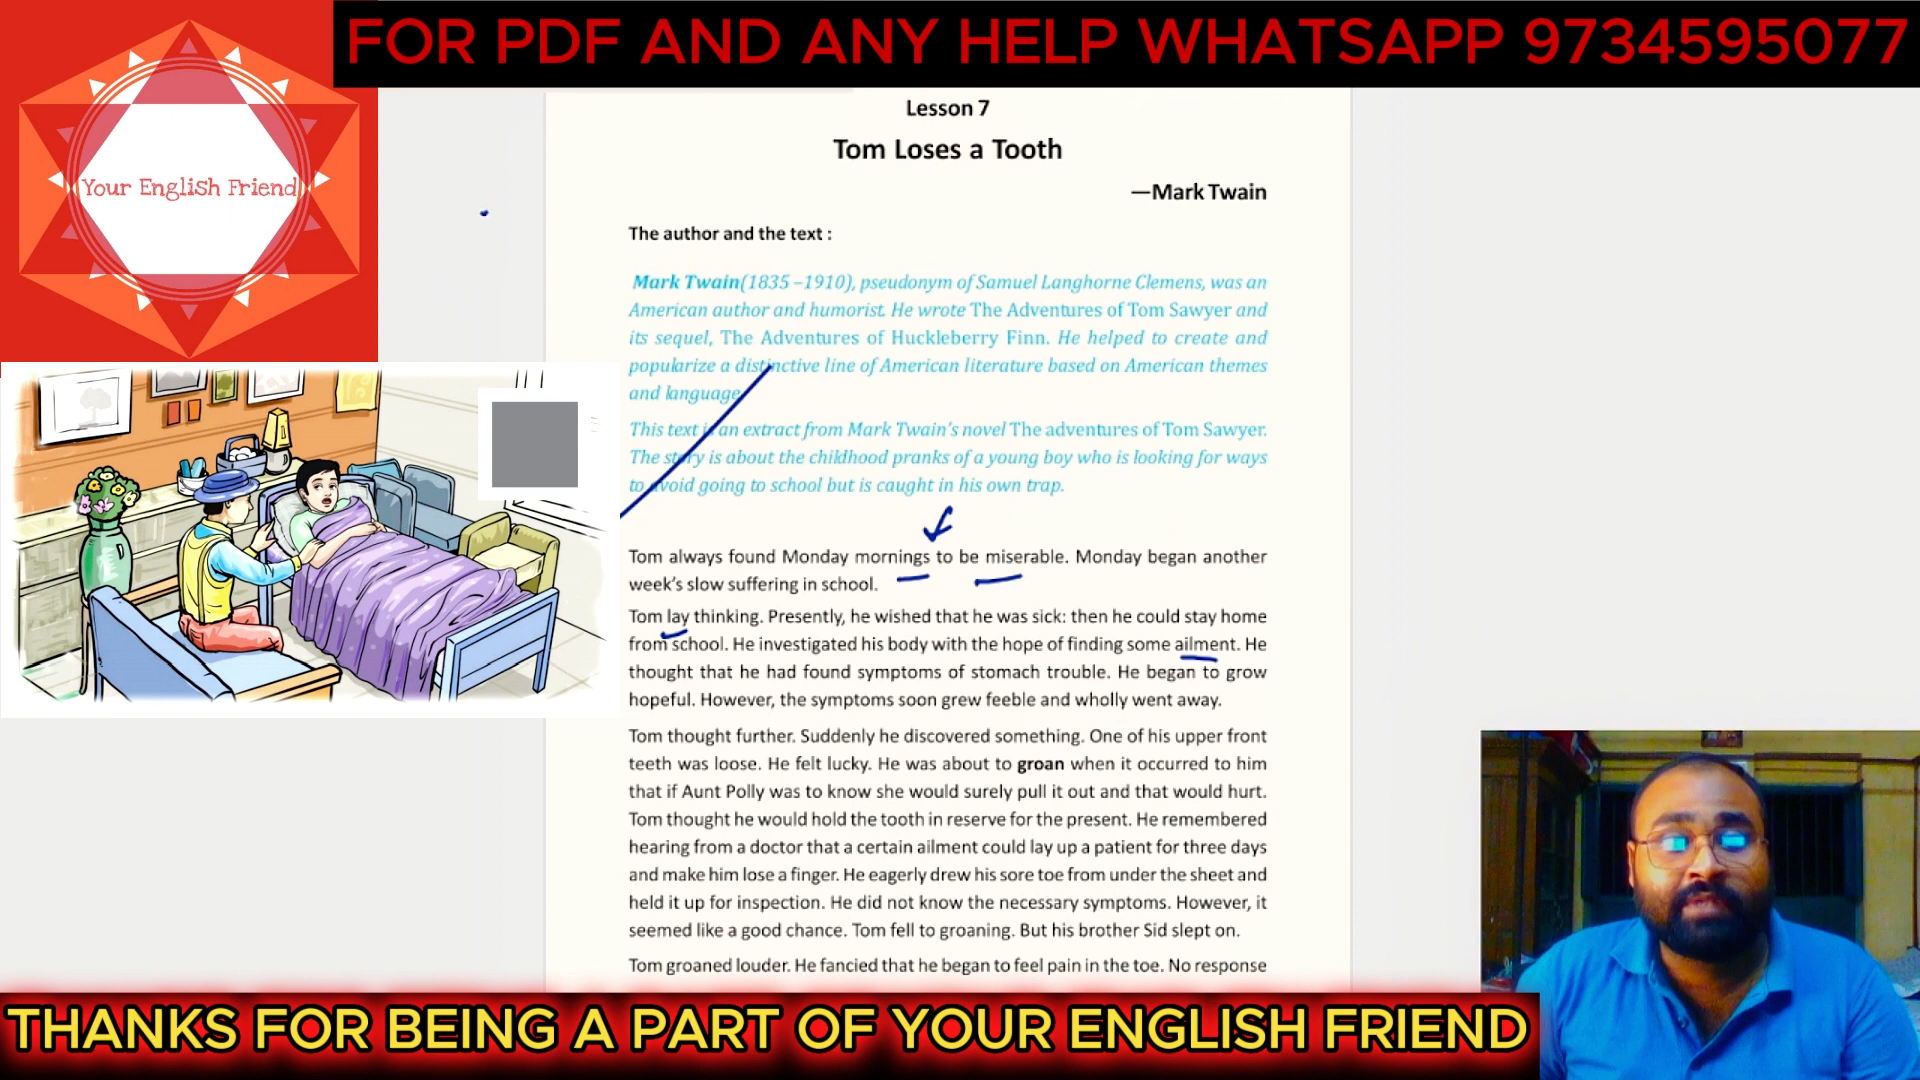 FOR PDF AND ANY HELP WHATSAPP 9734595077
Your English Friend
Lesson 7
Tom Loses a Tooth
—Mark Twain
The author and the text :
Mark Twain(1835 –1910), pseudonym of Samuel Langhorne Clemens, was an
American author and humorist. He wrote The Adventures of Tom Sawyer and
its sequel, The Adventures of Huckleberry Finn. He helped to create and
popularize a distinctive line of American literature based on American themes
and language.
This text is an extract from Mark Twain's novel The adventures of Tom Sawyer.
The story is about the childhood pranks of a young boy who is looking for ways
to avoid going to school but is caught in his own trap.
Tom always found Monday mornings to be miserable. Monday began another
week's slow suffering in school.
Tom lay thinking. Presently, he wished that he was sick: then he could stay home
from school. He investigated his body with the hope of finding some ailment. He
thought that he had found symptoms of stomach trouble. He began to grow
hopeful. However, the symptoms soon grew feeble and wholly went away.
Tom thought further. Suddenly he discovered something. One of his upper front
teeth was loose. He felt lucky. He was about to groan when it occurred to him
that if Aunt Polly was to know she would surely pull it out and that would hurt.
Tom thought he would hold the tooth in reserve for the present. He remembered
hearing from a doctor that a certain ailment could lay up a patient for three days
and make him lose a finger. He eagerly drew his sore toe from under the sheet and
held it up for inspection. He did not know the necessary symptoms. However, it
seemed like a good chance. Tom fell to groaning. But his brother Sid slept on.
Tom groaned louder. He fancied that he began to feel pain in the toe. No response
THANKS FOR BEING A PART OF YOUR ENGLISH FRIEND